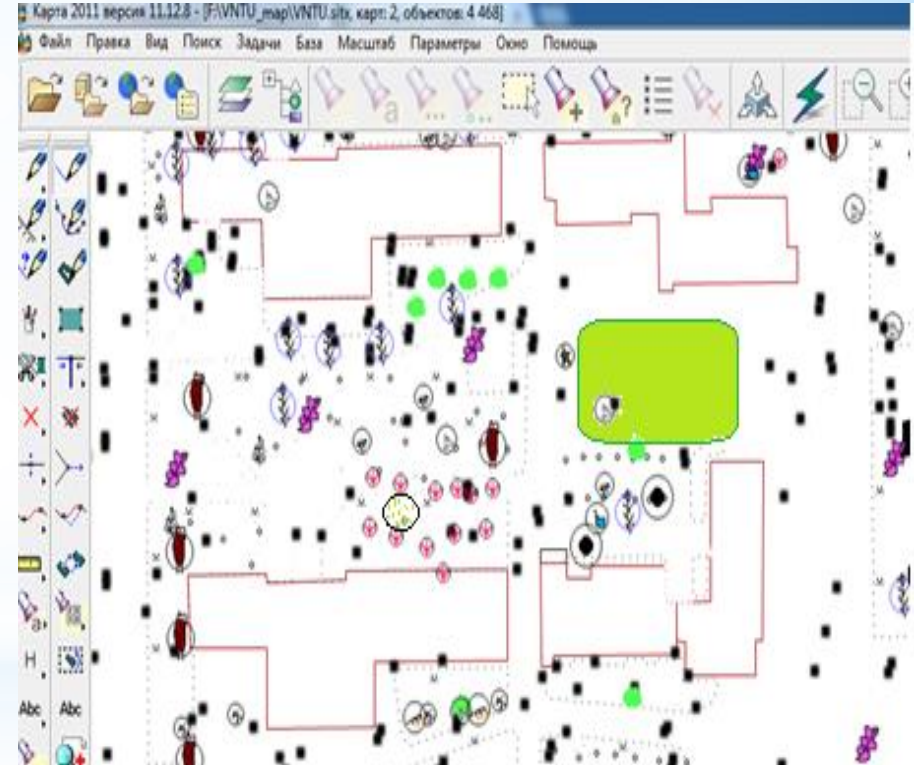 Карта 2011 версия 11.12.8 - [F:\VNTU_map\VNTU.sitx, карт: 2, объектов: 4 468]
Файл Правка Вид Поиск Задачи База Масштаб Параметры Окно Помощь
a
a
H
Abc Abc